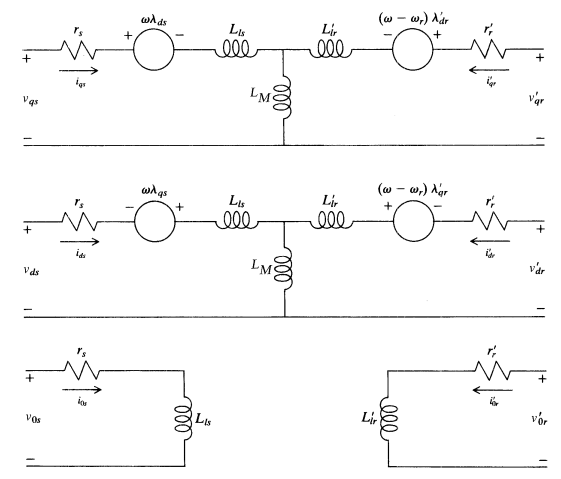 r_s + ωλ_ds − L_ls L'_lr − (ω − ω_r) λ'_dr + r'_r
+ i_qs L_M i'_qr +
v_qs v'_qr
− −
r_s − ωλ_qs + L_ls L'_lr + (ω − ω_r) λ'_qr − r'_r
+ i_ds L_M i'_dr +
v_ds v'_dr
− −
r_s r'_r
+ i_0s i'_0r +
v_0s L_ls L'_lr v'_0r
− −